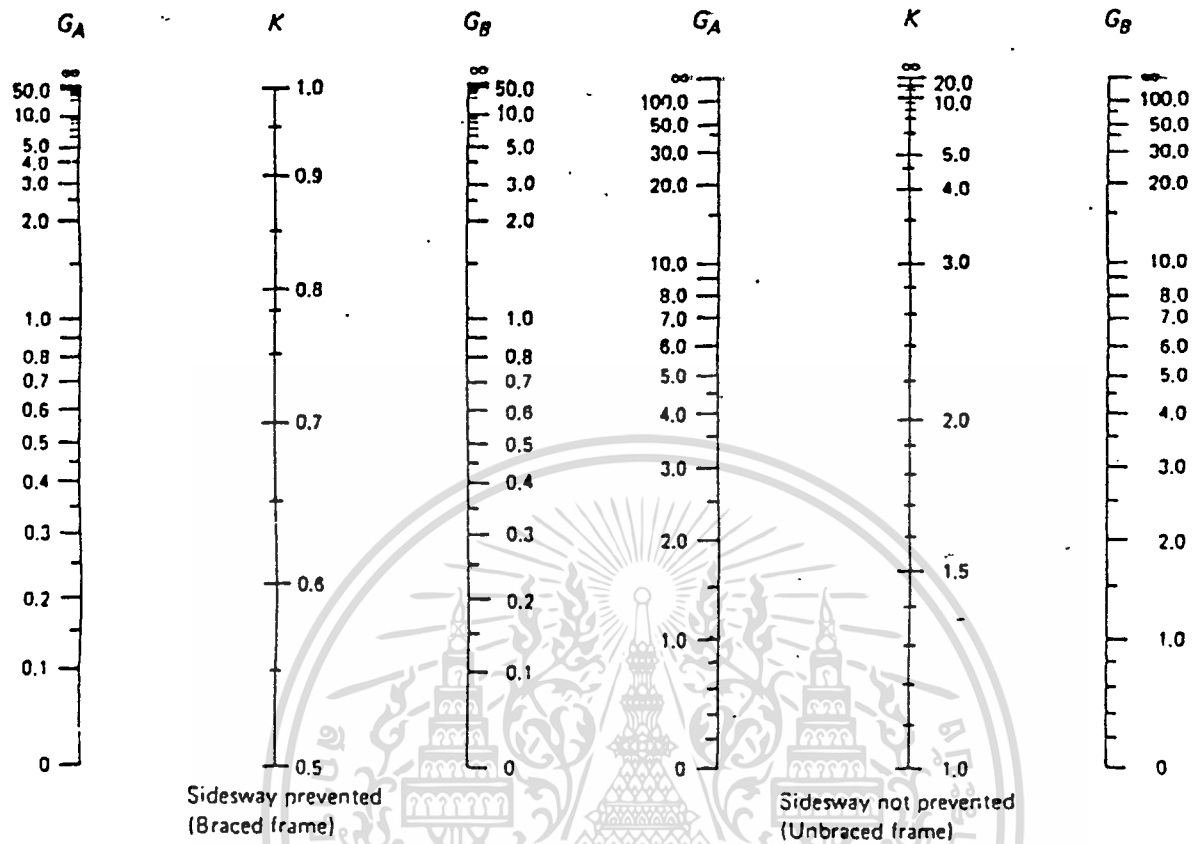 G_A K G_B G_A K G_B
∞ ∞ ∞ ∞ ∞
50.0 1.0 50.0 20.0
10.0 10.0 100.0 10.0 100.0
5.0 5.0 50.0 50.0
4.0 30.0 5.0 30.0
3.0 0.9 3.0 20.0 4.0 20.0
2.0 2.0
10.0 3.0 10.0
0.8 8.0 8.0
1.0 1.0 7.0 7.0
0.8 0.8 6.0 6.0
0.7 0.7 5.0 5.0
0.6 0.7 0.6 4.0 2.0 4.0
0.5 0.5
0.4 0.4 3.0 3.0
0.3 0.3 2.0 2.0
0.6 1.5
0.2 0.2
1.0 1.0
0.1 0.1
0 0.5 0 0 1.0 0
Sidesway prevented
(Braced frame)
Sidesway not prevented
(Unbraced frame)